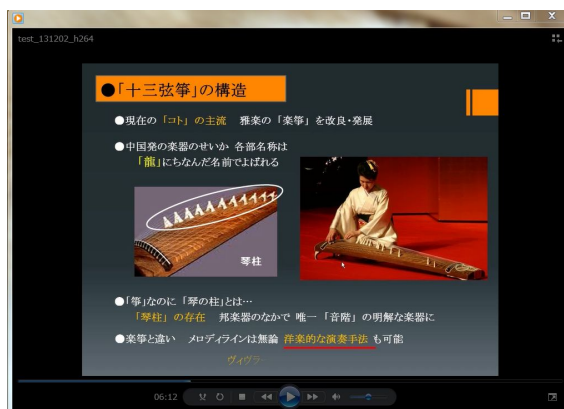 test_131202_h264
●「十三弦箏」の構造
●現在の「コト」の主流　雅楽の「楽箏」を改良・発展
●中国発の楽器のせいか 各部名称は
「龍」にちなんだ名前でよばれる
琴柱
●「箏」なのに「琴の柱」とは…
「琴柱」の存在　邦楽器のなかで 唯一「音階」の明解な楽器に
●楽箏と違い　メロディラインは無論 洋楽的な演奏手法 も可能
ヴィヴラ
06:12